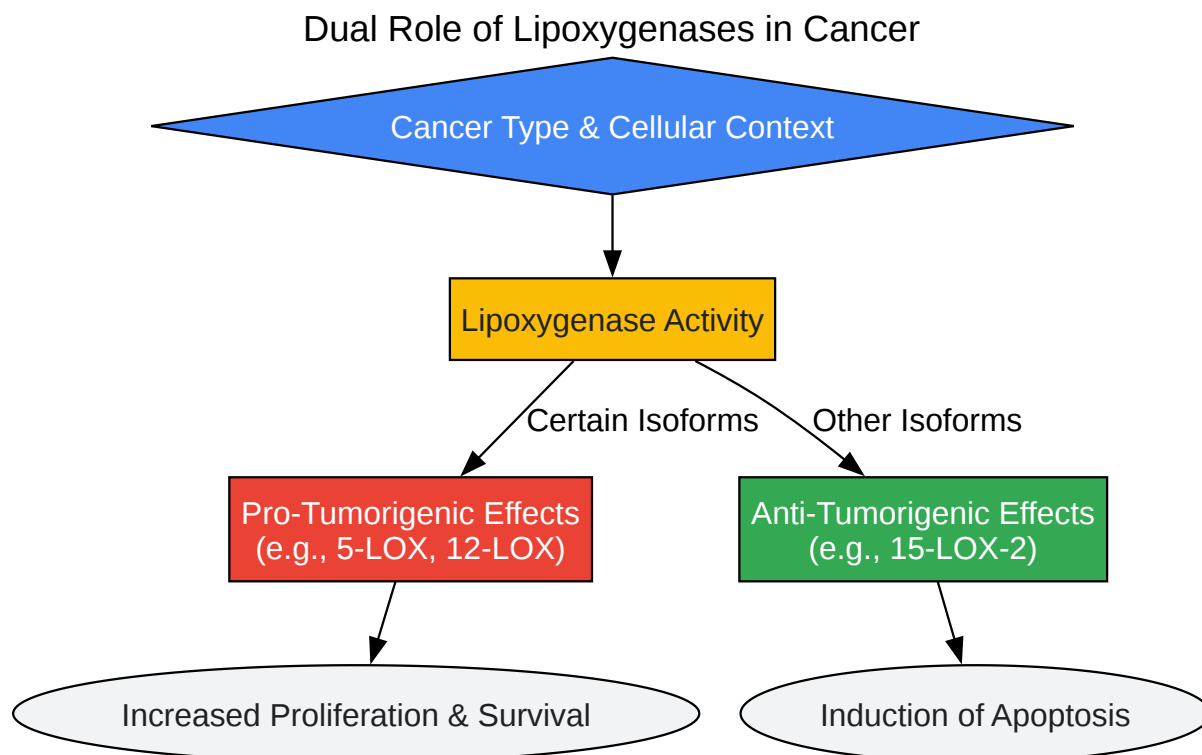 Dual Role of Lipoxygenases in Cancer
Cancer Type & Cellular Context
Lipoxygenase Activity
Certain Isoforms
Other Isoforms
Pro-Tumorigenic Effects
(e.g., 5-LOX, 12-LOX)
Anti-Tumorigenic Effects
(e.g., 15-LOX-2)
Increased Proliferation & Survival
Induction of Apoptosis